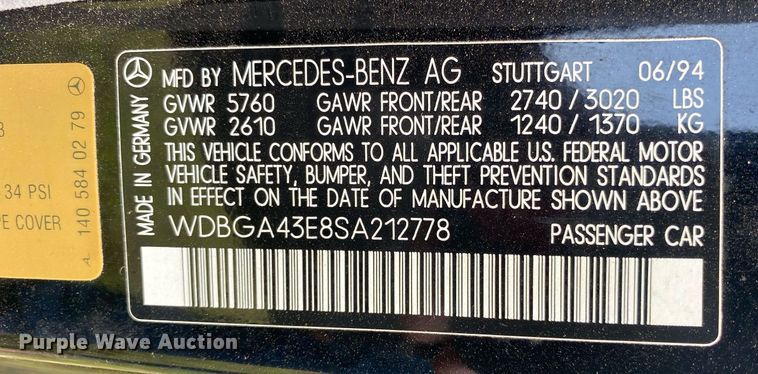 MFD BY MERCEDES-BENZ AG STUTTGART 06/94
GVWR 5760 GAWR FRONT/REAR 2740/3020 LBS
GVWR 2610 GAWR FRONT/REAR 1240/1370 KG
THIS VEHICLE CONFORMS TO ALL APPLICABLE U.S. FEDERAL MOTOR
VEHICLE SAFETY, BUMPER, AND THEFT PREVENTION STANDARDS
IN EFFECT ON THE DATE OF MANUFACTURE SHOWN ABOVE
WDBGA43E8SA212778 PASSENGER CAR
MADE IN GERMANY
A 140 584 02 79
34 PSI
COVER
Purple Wave Auction